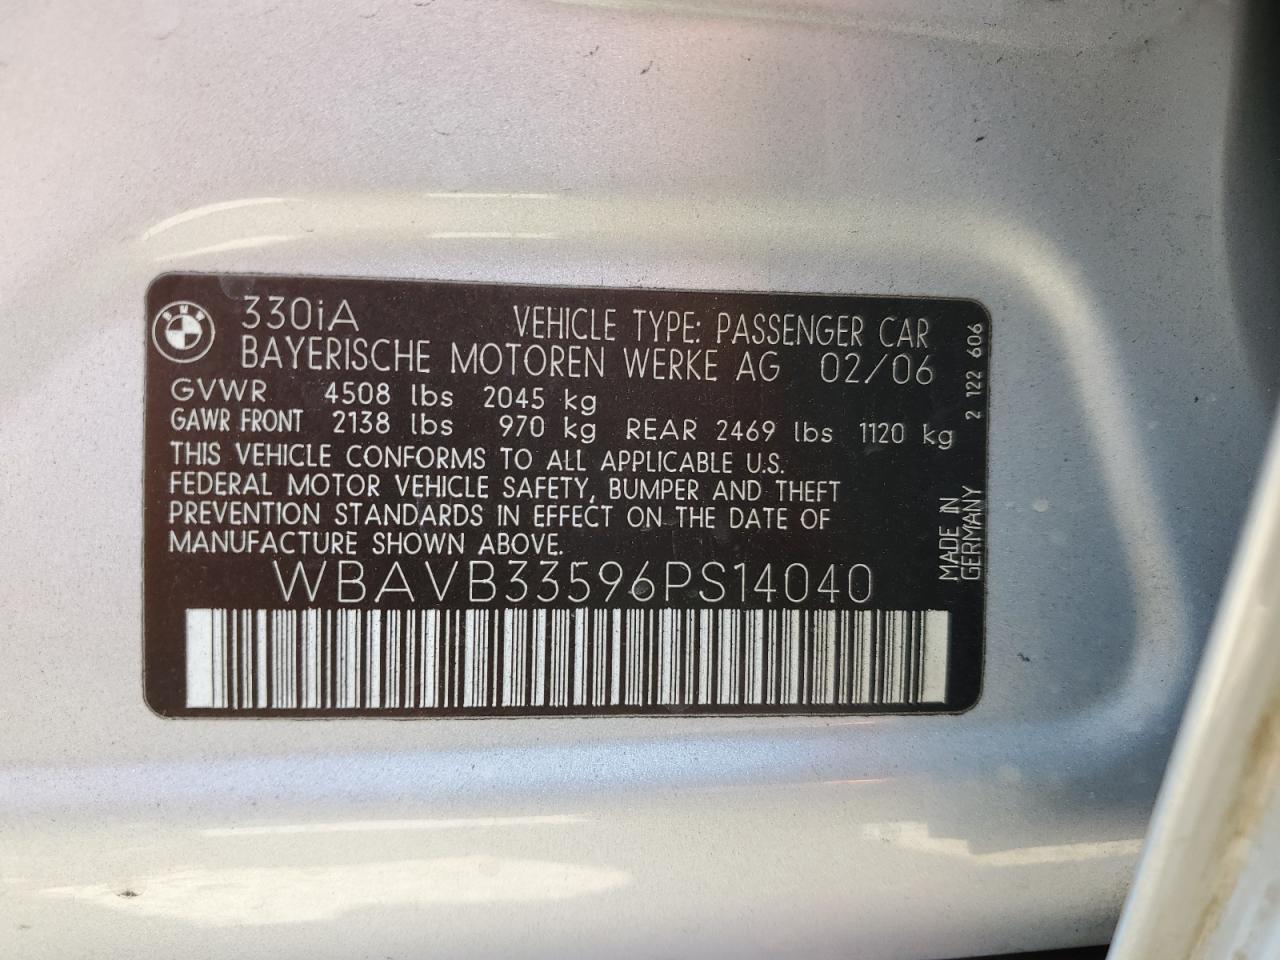 BMW
330iA VEHICLE TYPE: PASSENGER CAR
BAYERISCHE MOTOREN WERKE AG 02/06
GVWR 4508 lbs 2045 kg
GAWR FRONT 2138 lbs 970 kg REAR 2469 lbs 1120 kg
THIS VEHICLE CONFORMS TO ALL APPLICABLE U.S.
FEDERAL MOTOR VEHICLE SAFETY, BUMPER AND THEFT
PREVENTION STANDARDS IN EFFECT ON THE DATE OF
MANUFACTURE SHOWN ABOVE.
WBAVB33596PS14040
2 122 606
MADE IN
GERMANY